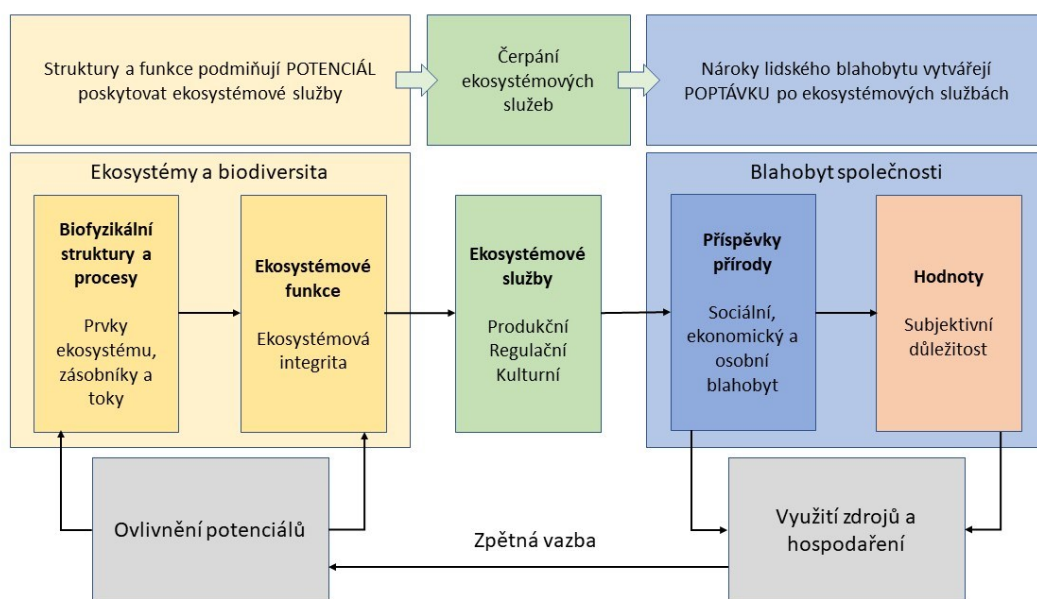 Struktury a funkce podmiňují POTENCIÁL
poskytovat ekosystémové služby
Čerpání
ekosystémových
služeb
Nároky lidského blahobytu vytvářejí
POPTÁVKU po ekosystémových službách
Ekosystémy a biodiversita
Biofyzikální
struktury a
procesy
Prvky
ekosystému,
zásobníky a
toky
Ekosystémové
funkce
Ekosystémová
integrita
Ekosystémové
služby
Produkční
Regulační
Kulturní
Blahobyt společnosti
Příspěvky
přírody
Sociální,
ekonomický a
osobní
blahobyt
Hodnoty
Subjektivní
důležitost
Ovlivnění potenciálů
Zpětná vazba
Využití zdrojů a
hospodaření